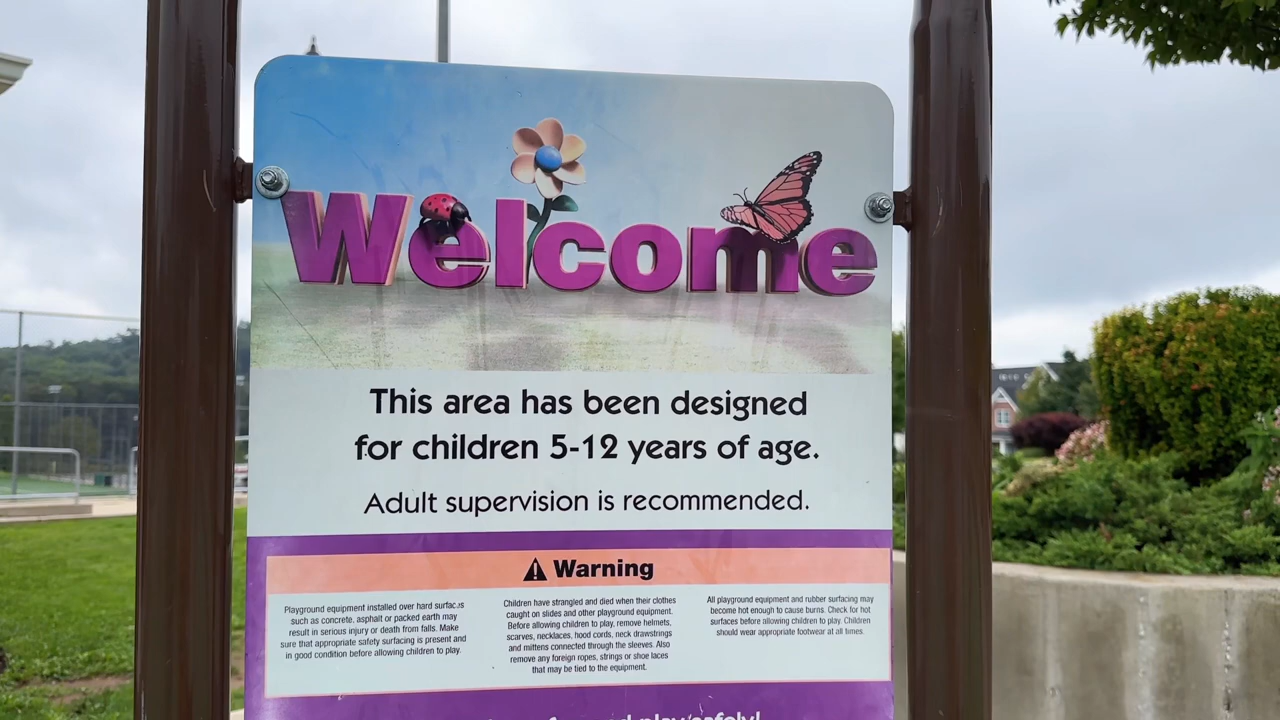 Welcome
This area has been designed
for children 5-12 years of age.
Adult supervision is recommended.
Warning
Playground equipment installed over hard surfaces
such as concrete, asphalt or packed earth may
result in serious injury or death from falls. Make
sure that appropriate safety surfacing is present and
in good condition before allowing children to play.
Children have strangled and died when their clothes
caught on slides and other playground equipment.
Before allowing children to play, remove helmets,
scarves, necklaces, hood cords, neck drawstrings
and mittens connected through the sleeves. Also
remove any foreign ropes, strings or shoe laces
that may be tied to the equipment.
All playground equipment and rubber surfacing may
become hot enough to cause burns. Check for hot
surfaces before allowing children to play. Children
should wear appropriate footwear at all times.
play safely!